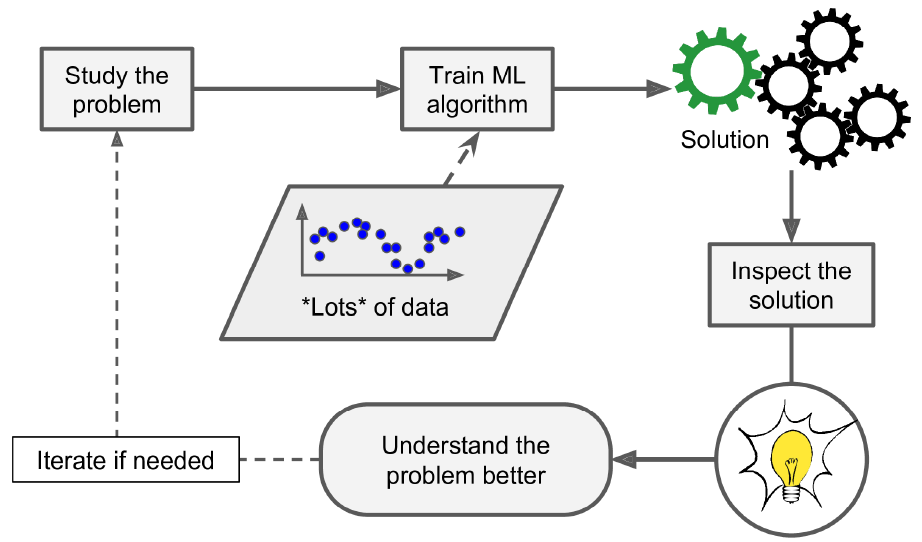 Study the
problem
Train ML
algorithm
Solution
*Lots* of data
Inspect the
solution
Understand the
problem better
Iterate if needed